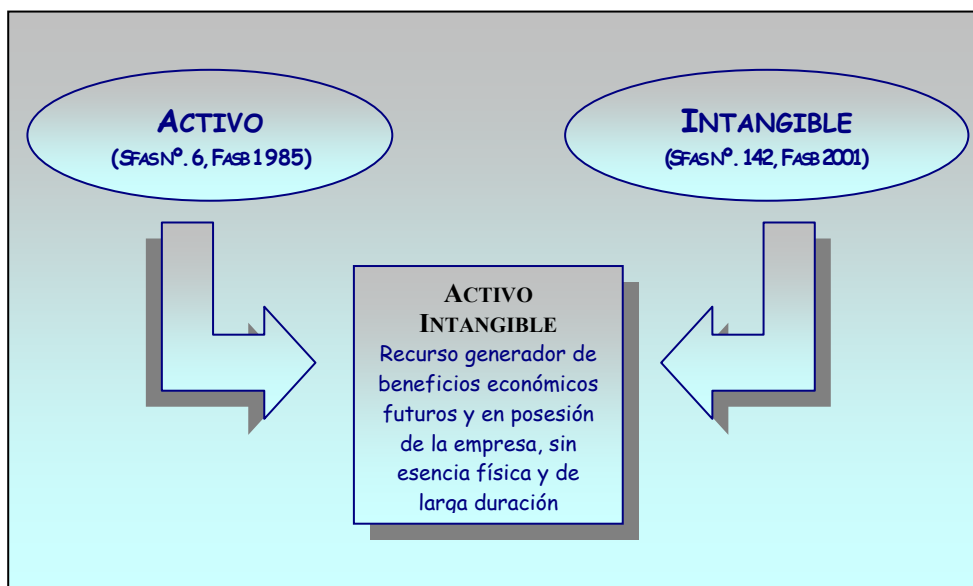 ACTIVO
(SFAS Nº. 6, FASB 1985)
INTANGIBLE
(SFAS Nº. 142, FASB 2001)
ACTIVO
INTANGIBLE
Recurso generador de
beneficios económicos
futuros y en posesión
de la empresa, sin
esencia física y de
larga duración